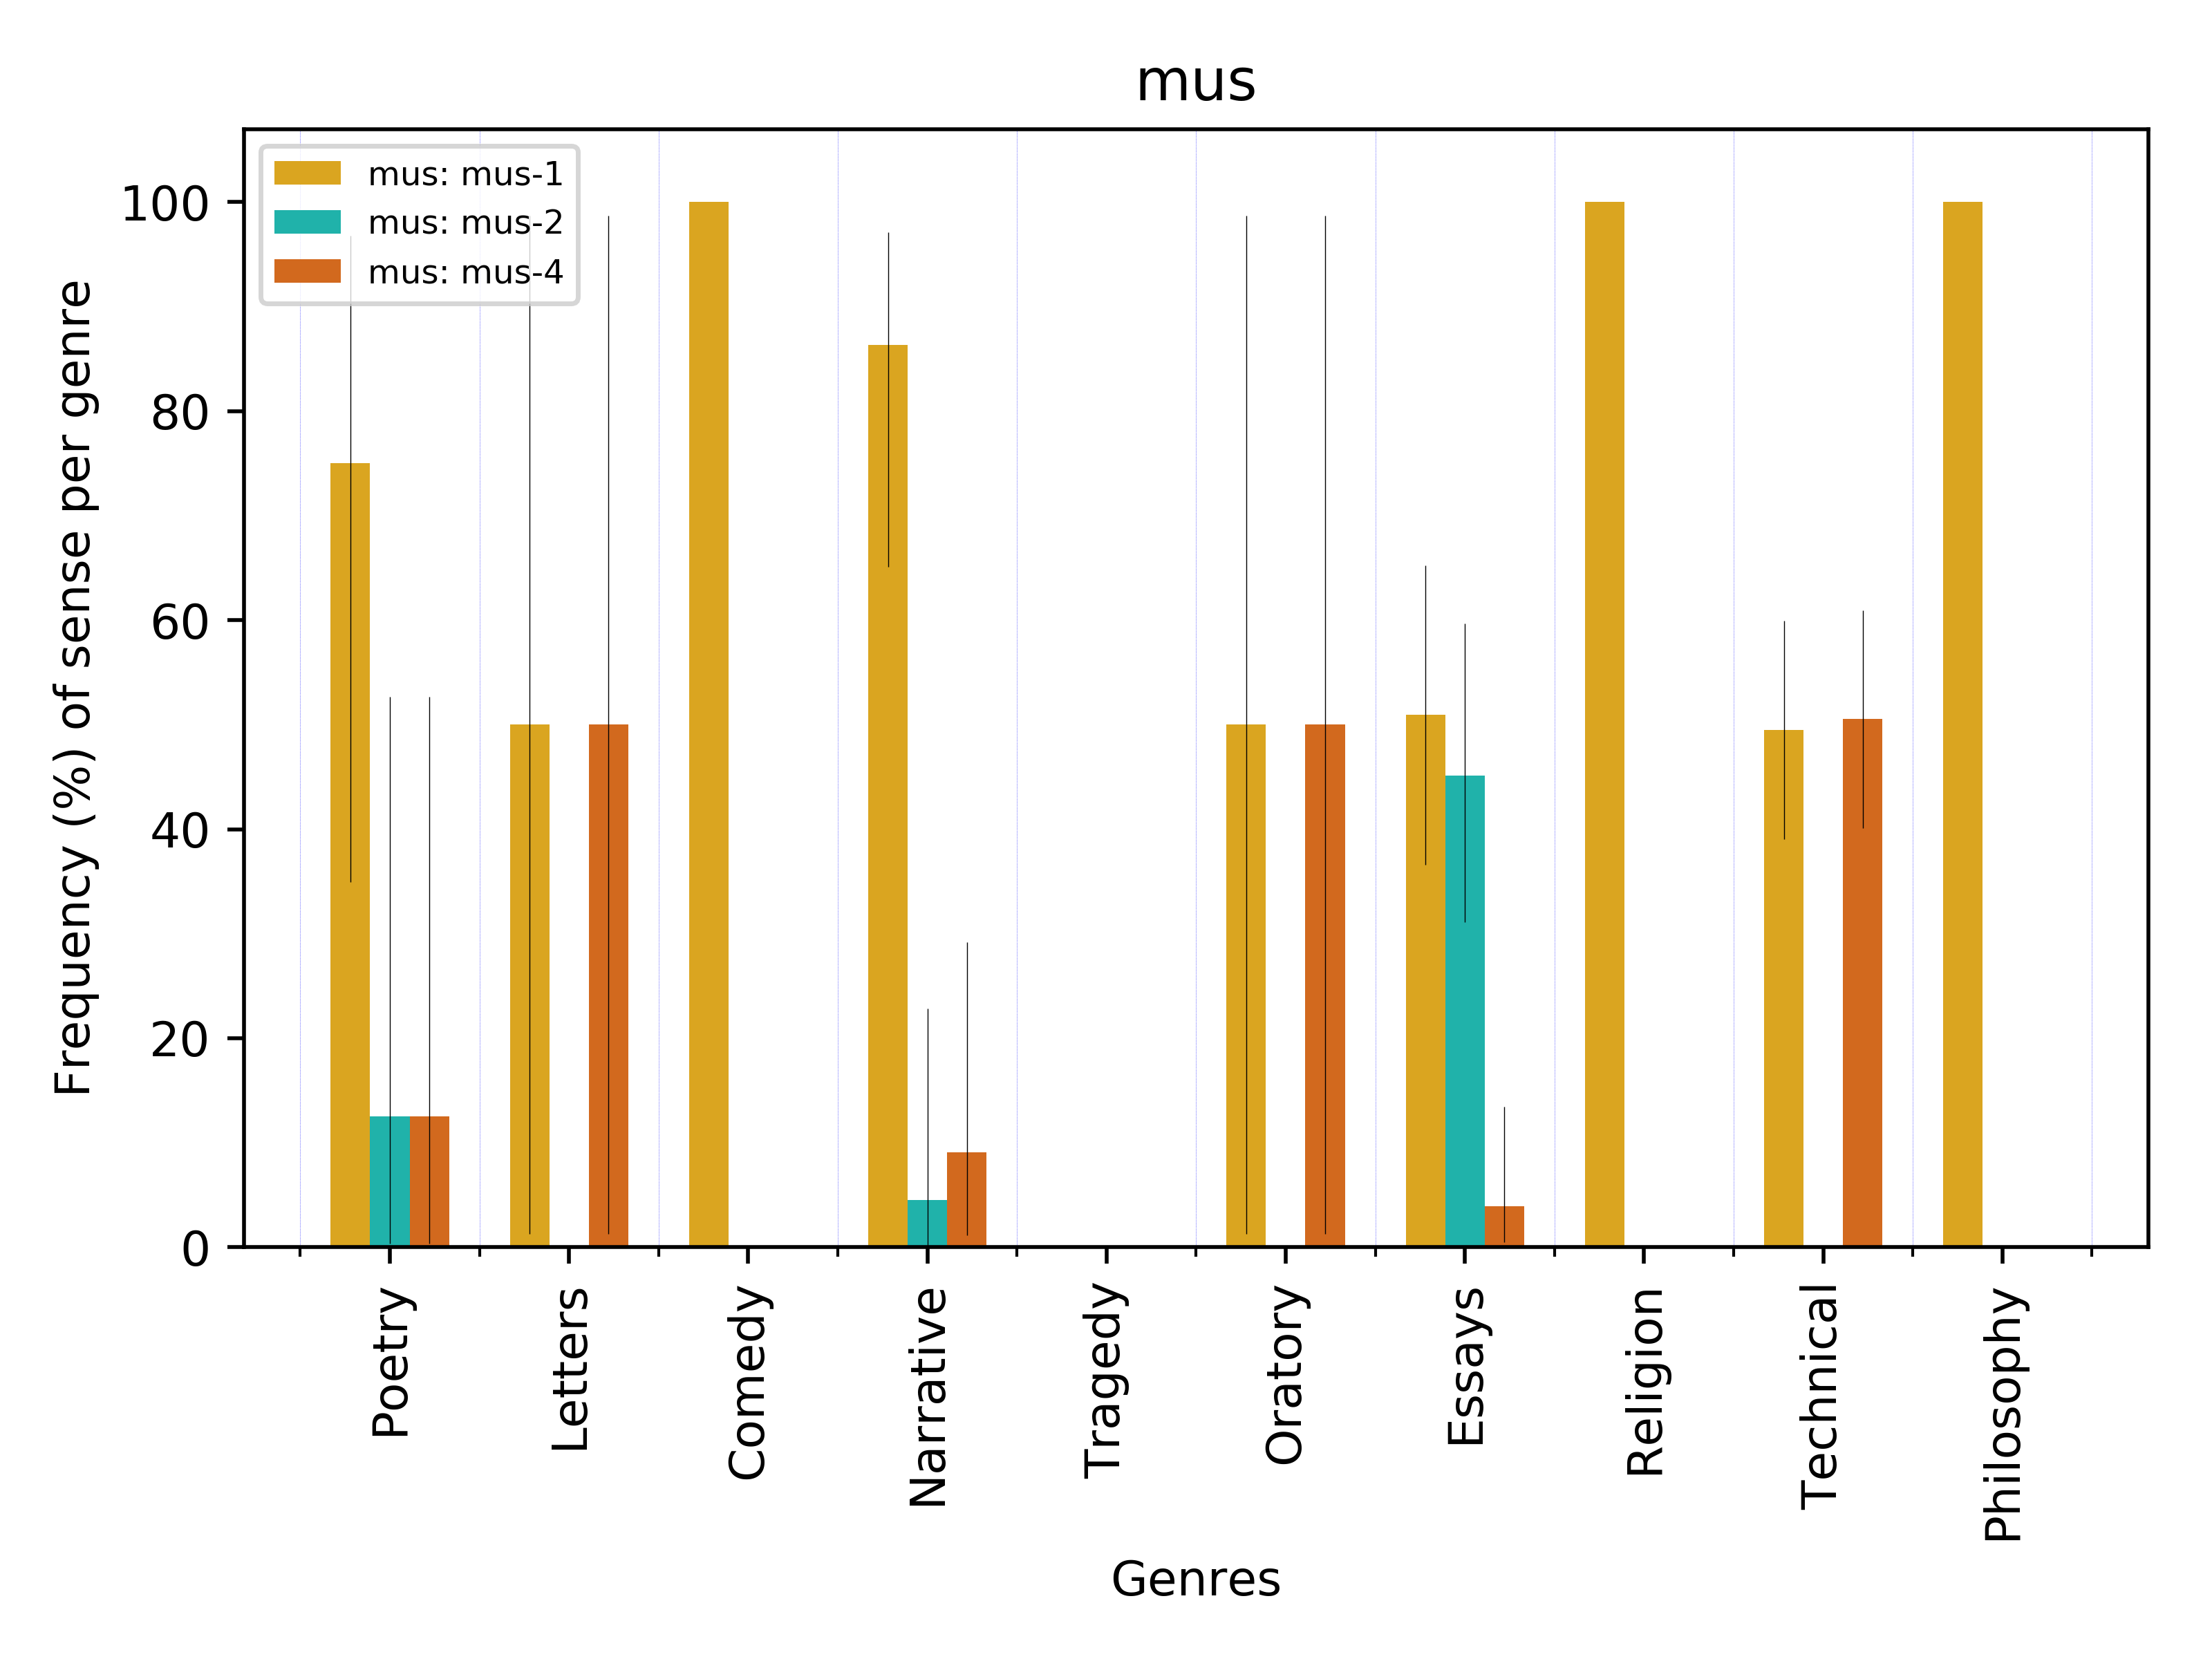 mus
mus: mus-1
mus: mus-2
mus: mus-4
Frequency (%) of sense per genre
100
80
60
40
20
0
Poetry
Letters
Comedy
Narrative
Tragedy
Oratory
Essays
Religion
Technical
Philosophy
Genres